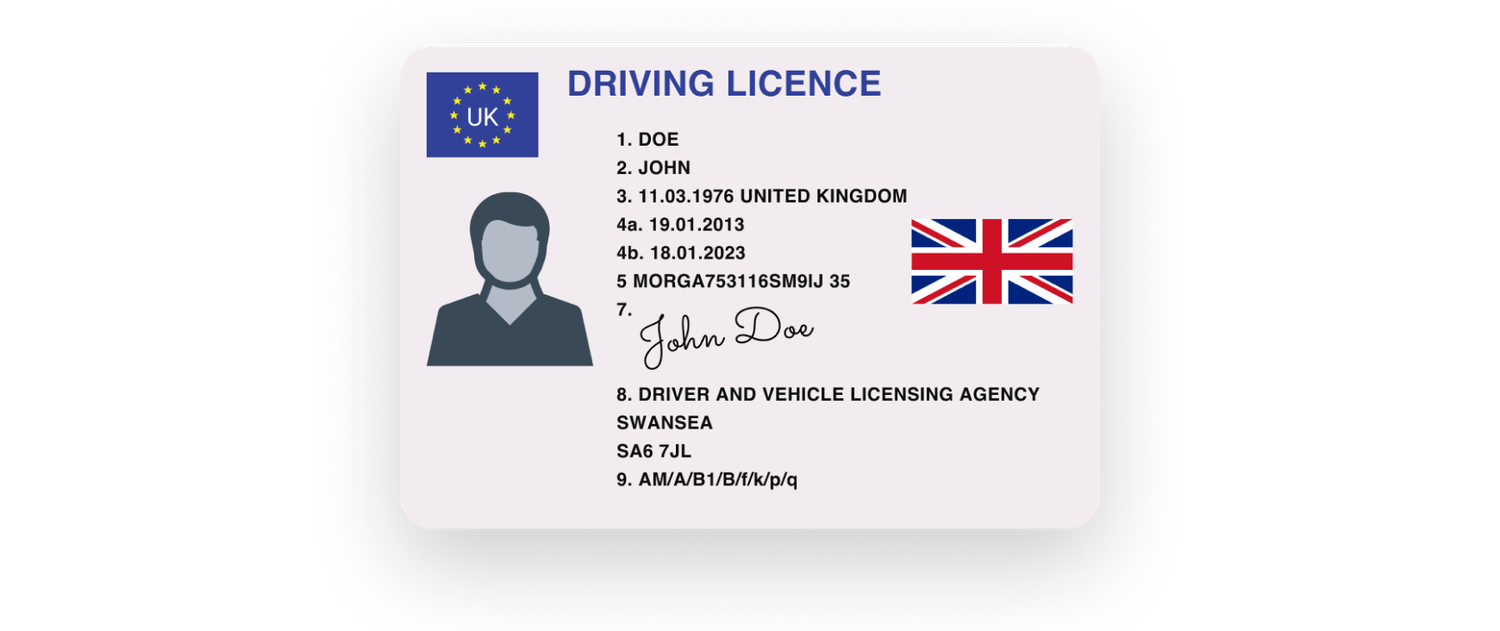 UK
DRIVING LICENCE
1. DOE
2. JOHN
3. 11.03.1976 UNITED KINGDOM
4a. 19.01.2013
4b. 18.01.2023
5 MORGA753116SM9IJ 35
7.
John Doe
8. DRIVER AND VEHICLE LICENSING AGENCY
SWANSEA
SA6 7JL
9. AM/A/B1/B/f/k/p/q